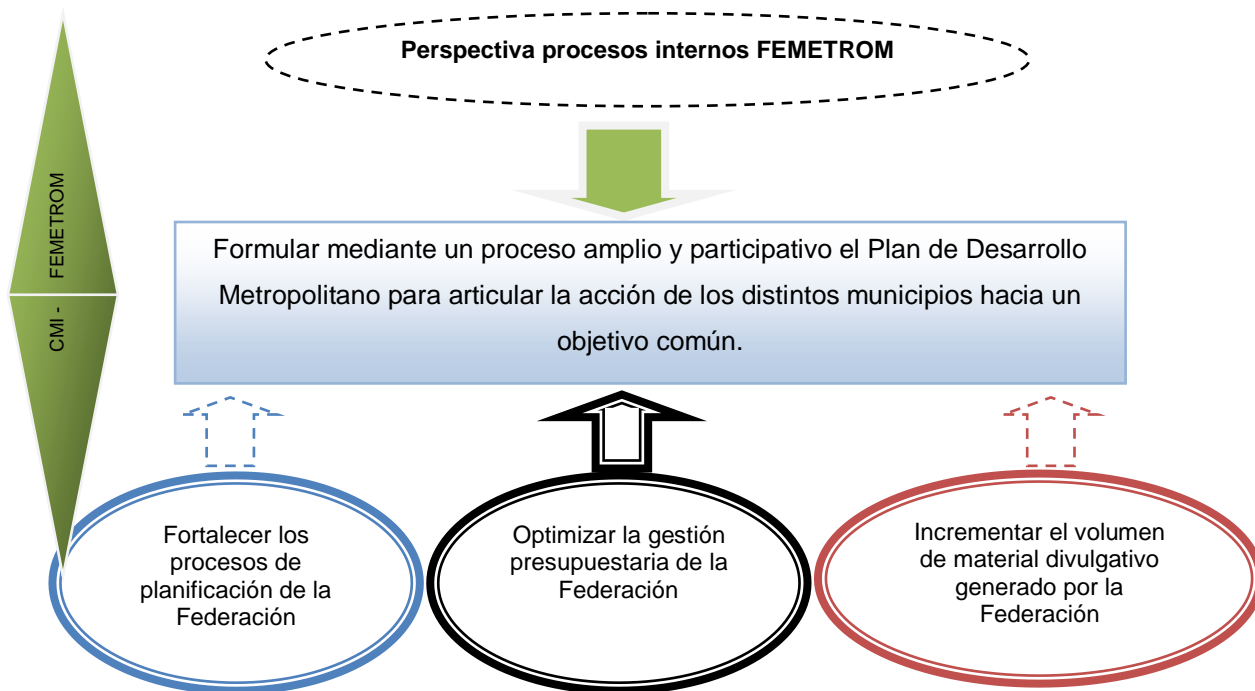 Perspectiva procesos internos FEMETROM
CMI - FEMETROM
Formular mediante un proceso amplio y participativo el Plan de Desarrollo
Metropolitano para articular la acción de los distintos municipios hacia un
objetivo común.
Fortalecer los
procesos de
planificación de la
Federación
Optimizar la gestión
presupuestaria de la
Federación
Incrementar el volumen
de material divulgativo
generado por la
Federación